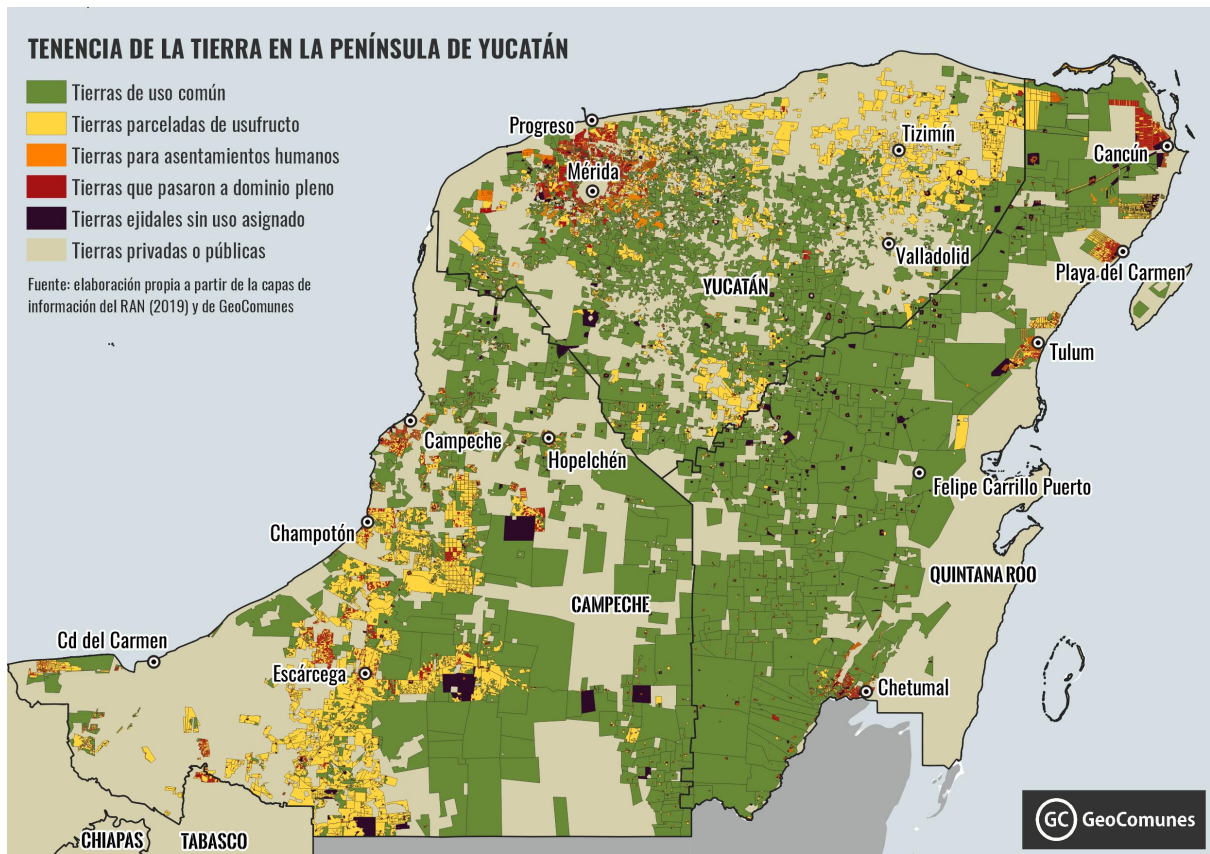 TENENCIA DE LA TIERRA EN LA PENÍNSULA DE YUCATÁN
Tierras de uso común
Tierras parceladas de usufructo
Tierras para asentamientos humanos
Tierras que pasaron a dominio pleno
Tierras ejidales sin uso asignado
Tierras privadas o públicas
Fuente: elaboración propia a partir de la capas de
información del RAN (2019) y de GeoComunes
Progreso
Mérida
Tizimín
Cancún
Valladolid
Playa del Carmen
YUCATÁN
Tulum
Campeche
Hopelchén
Felipe Carrillo Puerto
Champotón
QUINTANA ROO
CAMPECHE
Cd del Carmen
Escárcega
Chetumal
CHIAPAS
TABASCO
GC GeoComunes